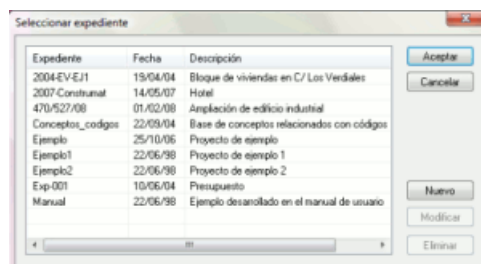 Seleccionar expediente
Expediente Fecha Descripción
Aceptar
2004-EV-EJ1 19/04/04 Bloque de viviendas en C/ Los Verdiales
Cancelar
2007-Construmat 14/05/07 Hotel
470/527/08 01/02/08 Ampliación de edificio industrial
Conceptos_codigos 22/09/04 Base de conceptos relacionados con códigos
Ejemplo 25/10/06 Proyecto de ejemplo
Ejemplo1 22/06/98 Proyecto de ejemplo 1
Ejemplo2 22/06/98 Proyecto de ejemplo 2
Exp-001 10/06/04 Presupuesto
Nuevo
Manual 22/06/98 Ejemplo desarrollado en el manual de usuario
Modificar
Eliminar